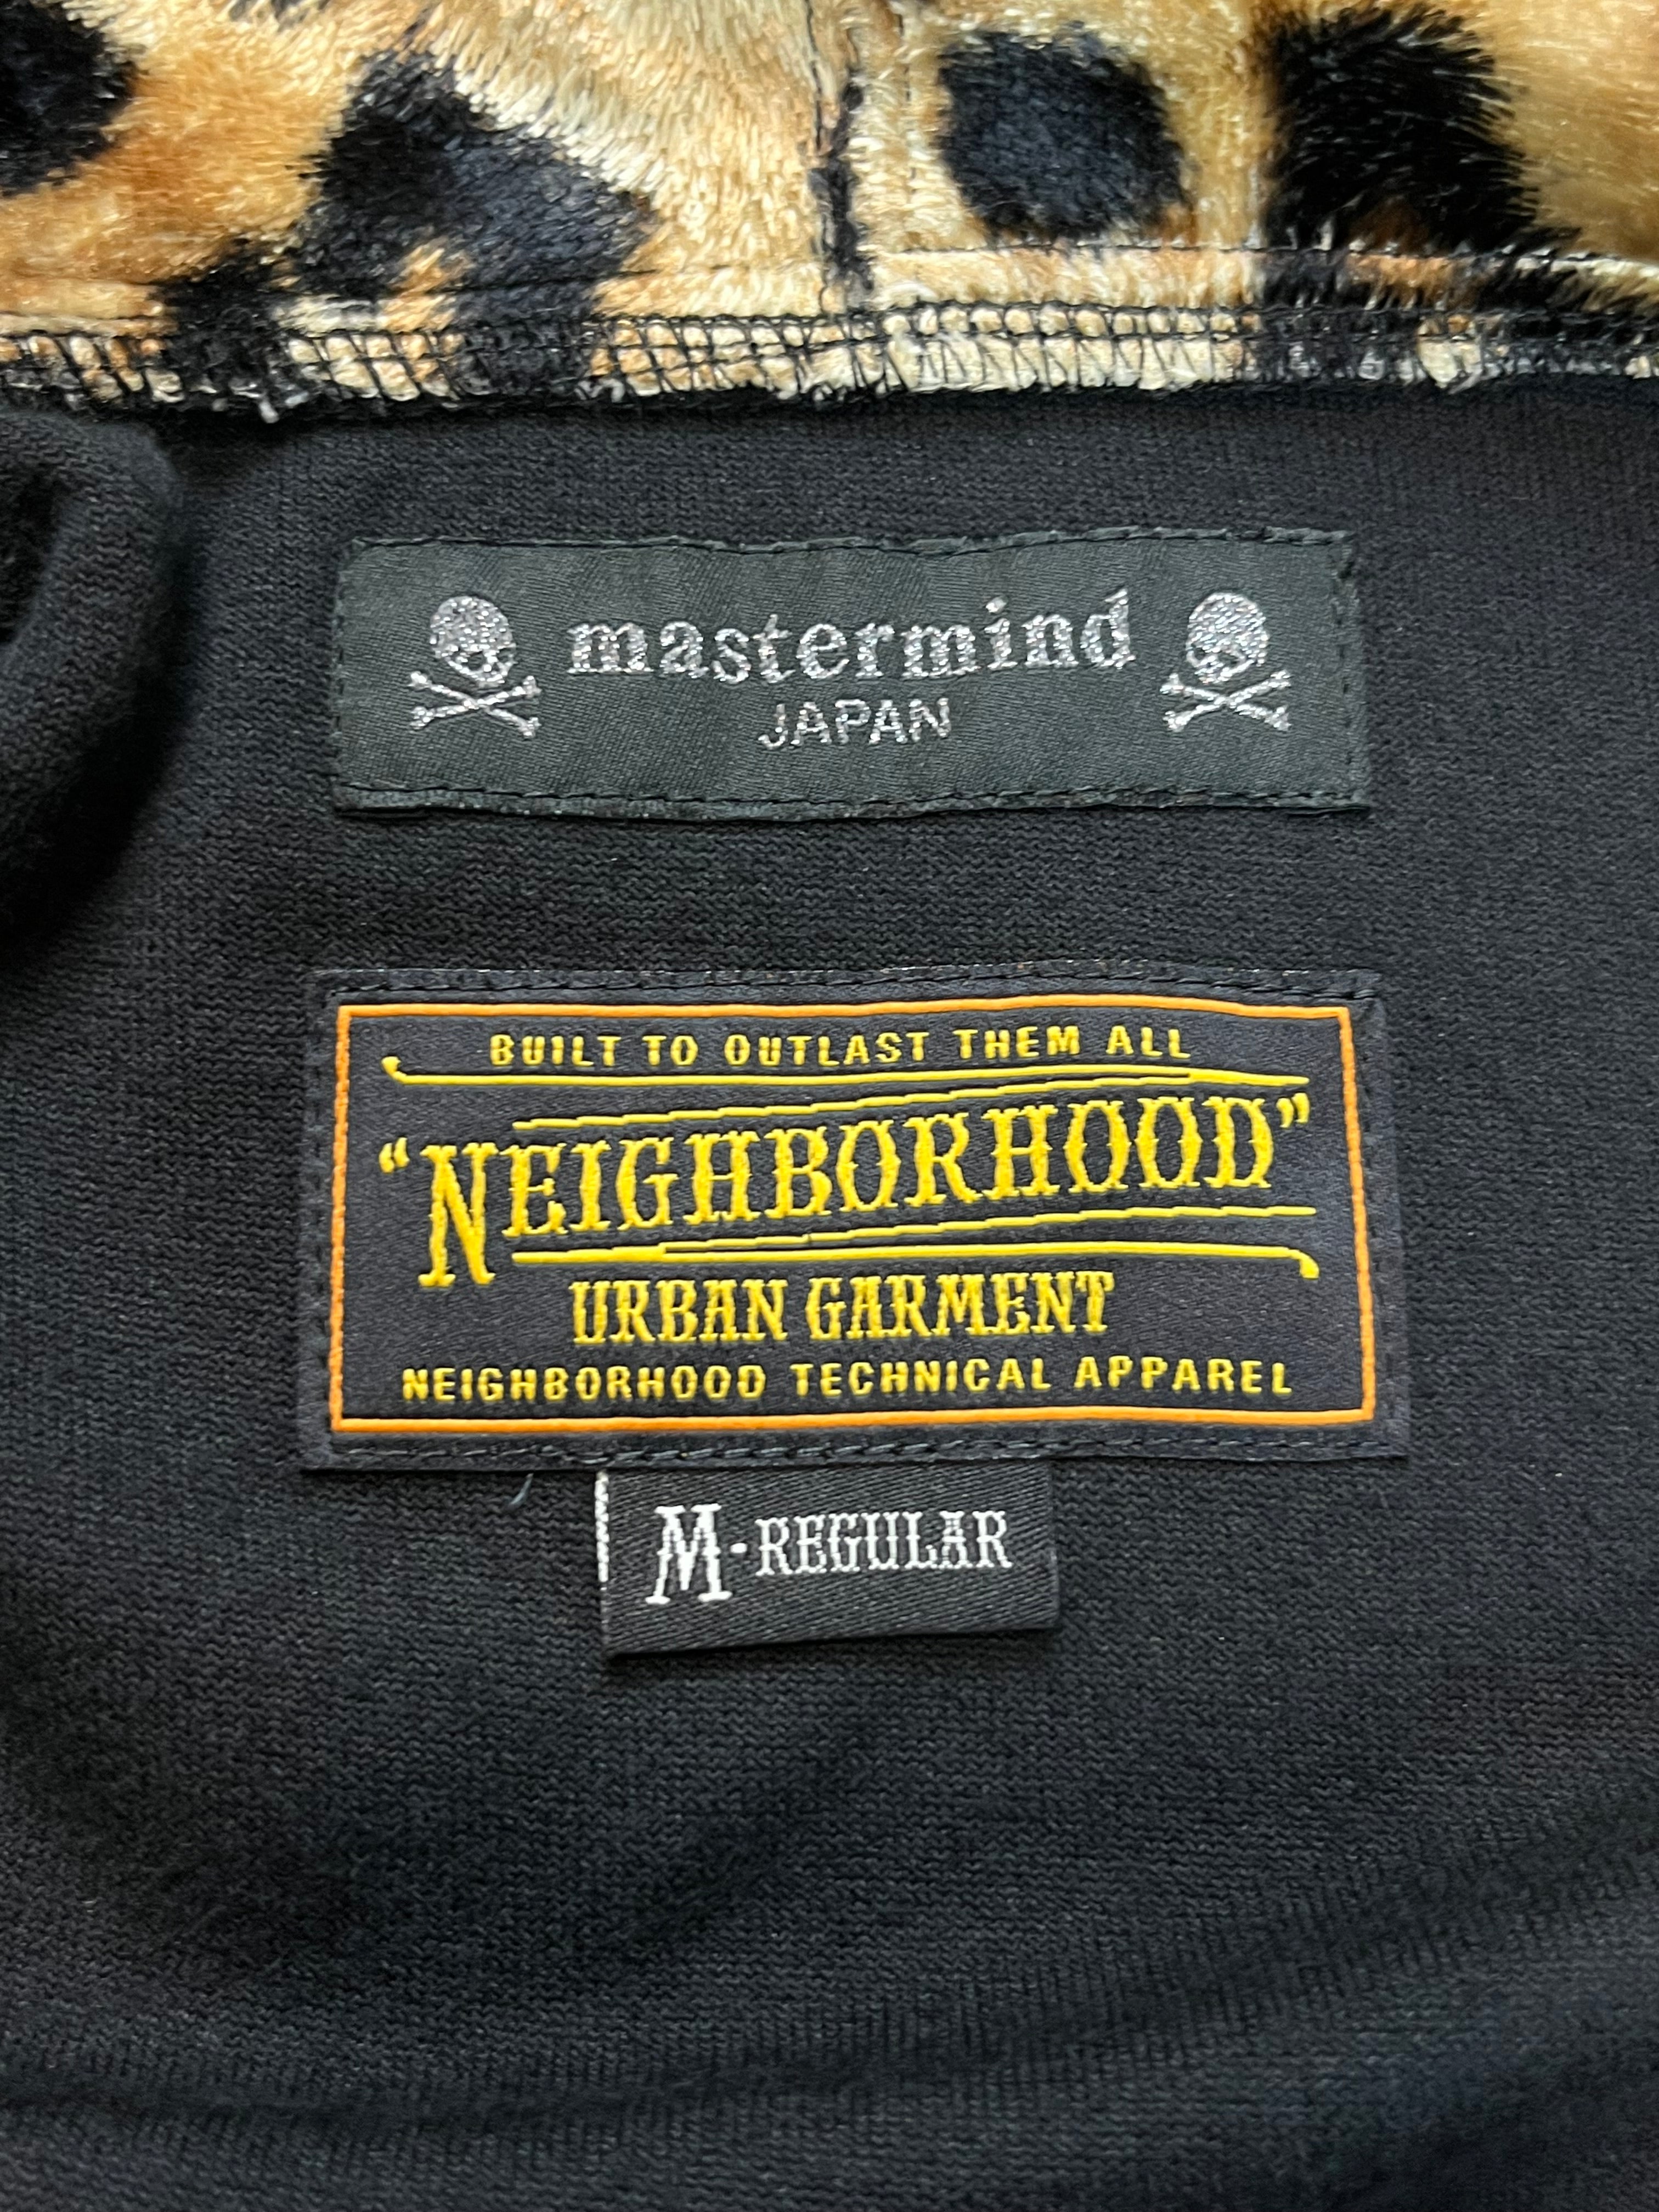 mastermind
JAPAN
BUILT TO OUTLAST THEM ALL
“NEIGHBORHOOD”
URBAN GARMENT
NEIGHBORHOOD TECHNICAL APPAREL
M-REGULAR